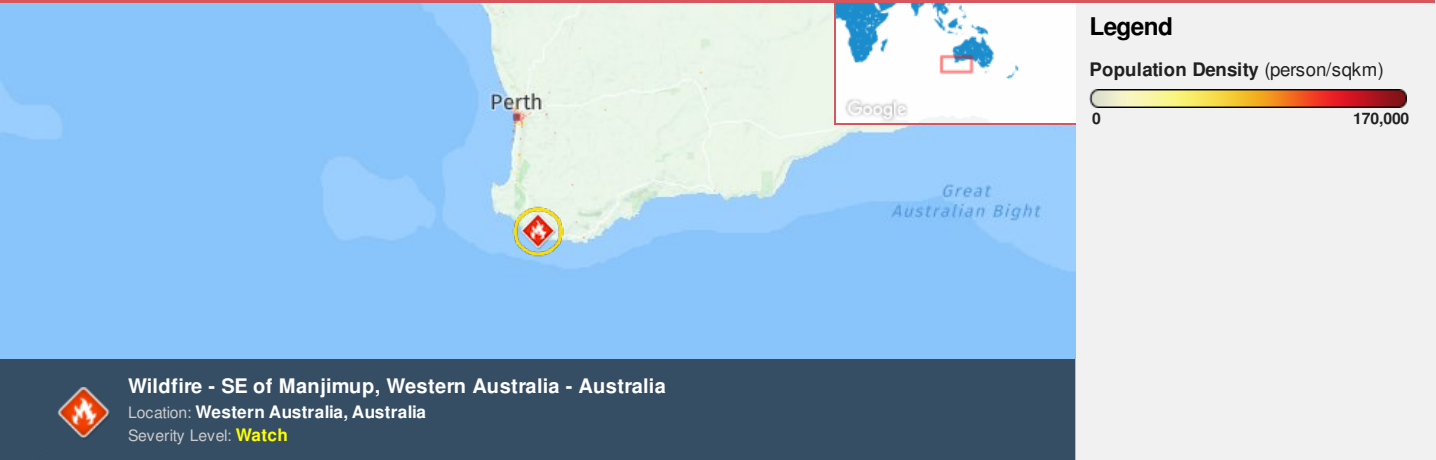 Perth
Great
Australian Bight
Google
Legend
Population Density (person/sqkm)
0 170,000
Wildfire - SE of Manjimup, Western Australia - Australia
Location: Western Australia, Australia
Severity Level: Watch